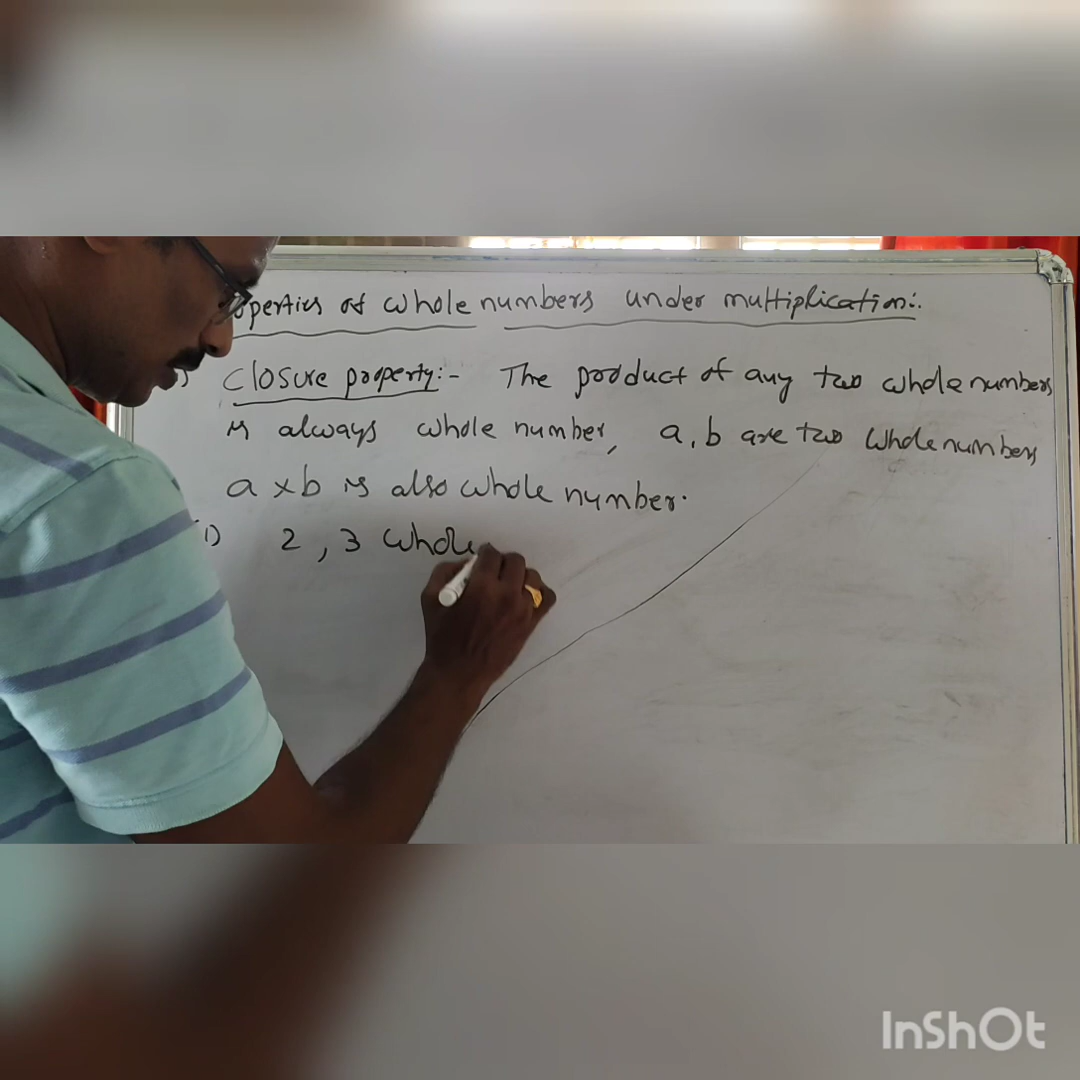 operties of whole numbers under multiplication:.
) Closure property:- The product of any two whole numbers
is always whole number, a, b are two whole numbers
a × b is also whole number.
1) 2, 3 whole
InShOt